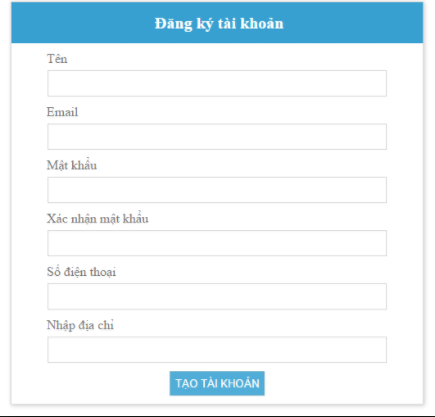 Đăng ký tài khoản
Tên
Email
Mật khẩu
Xác nhận mật khẩu
Số điện thoại
Nhập địa chỉ
TẠO TÀI KHOẢN